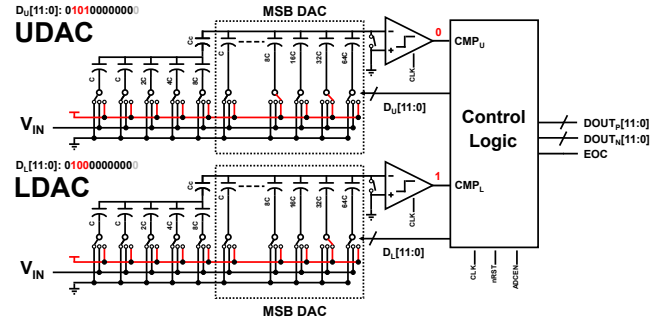 D_U[11:0]: 010100000000
MSB DAC
UDAC
Cc
C
C
2C
4C
8C
C
8C
16C
32C
64C
0
CMP_U
CLK
V_IN
D_U[11:0]
Control
Logic
DOUT_P[11:0]
DOUT_N[11:0]
EOC
D_L[11:0]: 010000000000
LDAC
Cc
C
C
2C
4C
8C
C
8C
16C
32C
64C
1
CMP_L
CLK
V_IN
D_L[11:0]
CLK
nRST
ADCEN
MSB DAC